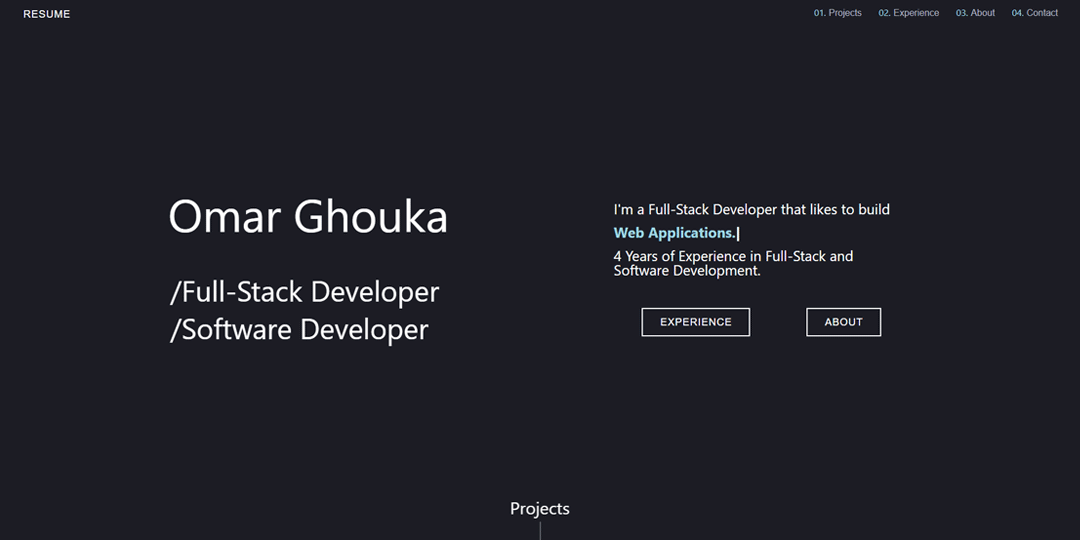 RESUME
01. Projects 02. Experience 03. About 04. Contact
Omar Ghouka
/Full-Stack Developer
/Software Developer
I'm a Full-Stack Developer that likes to build
Web Applications.|
4 Years of Experience in Full-Stack and
Software Development.
EXPERIENCE ABOUT
Projects